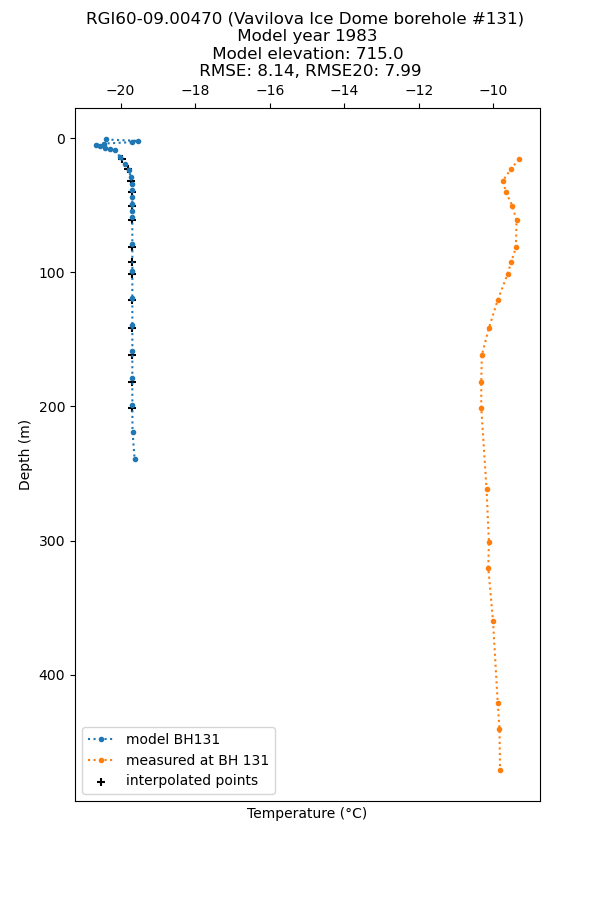 RGI60-09.00470 (Vavilova Ice Dome borehole #131)
Model year 1983
Model elevation: 715.0
RMSE: 8.14, RMSE20: 7.99
−20 −18 −16 −14 −12 −10
0
100
200
300
400
Depth (m)
model BH131
measured at BH 131
interpolated points
Temperature (°C)